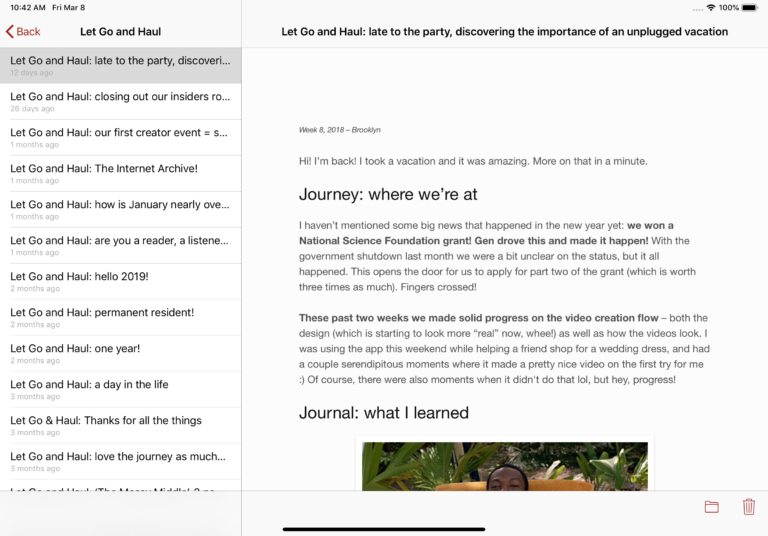 10:42 AM Fri Mar 8
100%
Back
Let Go and Haul
Let Go and Haul: late to the party, discoveri...
12 days ago
Let Go and Haul: closing out our insiders ro...
26 days ago
Let Go and Haul: our first creator event = s...
1 months ago
Let Go and Haul: The Internet Archive!
1 months ago
Let Go and Haul: how is January nearly ove...
1 months ago
Let Go and Haul: are you a reader, a listene...
1 months ago
Let Go and Haul: hello 2019!
2 months ago
Let Go and Haul: permanent resident!
2 months ago
Let Go and Haul: one year!
2 months ago
Let Go and Haul: a day in the life
3 months ago
Let Go & Haul: Thanks for all the things
3 months ago
Let Go and Haul: love the journey as much...
3 months ago
Let Go and Haul: late to the party, discovering the importance of an unplugged vacation
Week 8, 2018 – Brooklyn
Hi! I'm back! I took a vacation and it was amazing. More on that in a minute.
Journey: where we're at
I haven't mentioned some big news that happened in the new year yet: we won a
National Science Foundation grant! Gen drove this and made it happen! With the
government shutdown last month we were a bit unclear on the status, but it all
happened. This opens the door for us to apply for part two of the grant (which is worth
three times as much). Fingers crossed!
These past two weeks we made solid progress on the video creation flow – both the
design (which is starting to look more "real" now, whee!) as well as how the videos look. I
was using the app this weekend while helping a friend shop for a wedding dress, and had
a couple serendipitous moments where it made a pretty nice video on the first try for me
:) Of course, there were also moments when it didn't do that lol, but hey, progress!
Journal: what I learned